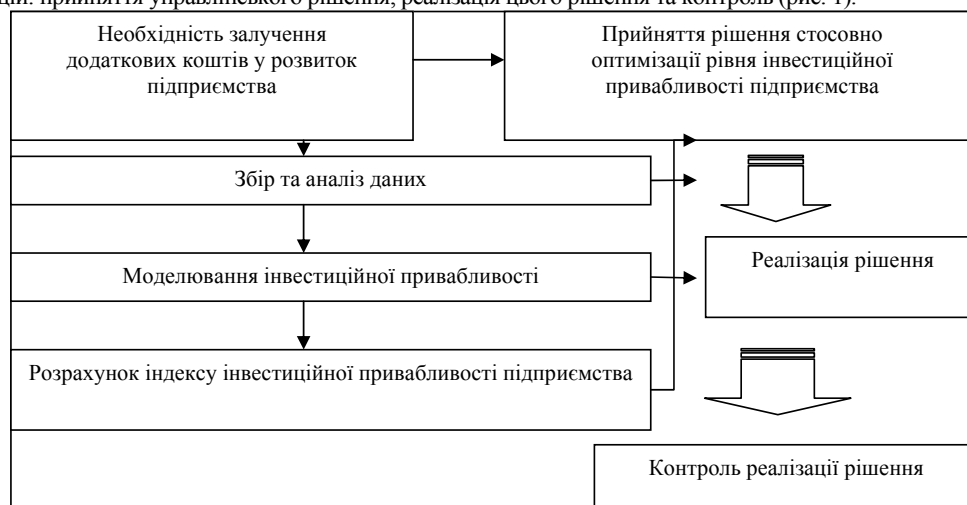 прийняття управлінського рішення, реалізація цього рішення та контроль (рис. 1).
Необхідність залучення
додаткових коштів у розвиток
підприємства
Прийняття рішення стосовно
оптимізації рівня інвестиційної
привабливості підприємства
Збір та аналіз даних
Моделювання інвестиційної привабливості
Реалізація рішення
Розрахунок індексу інвестиційної привабливості підприємства
Контроль реалізації рішення